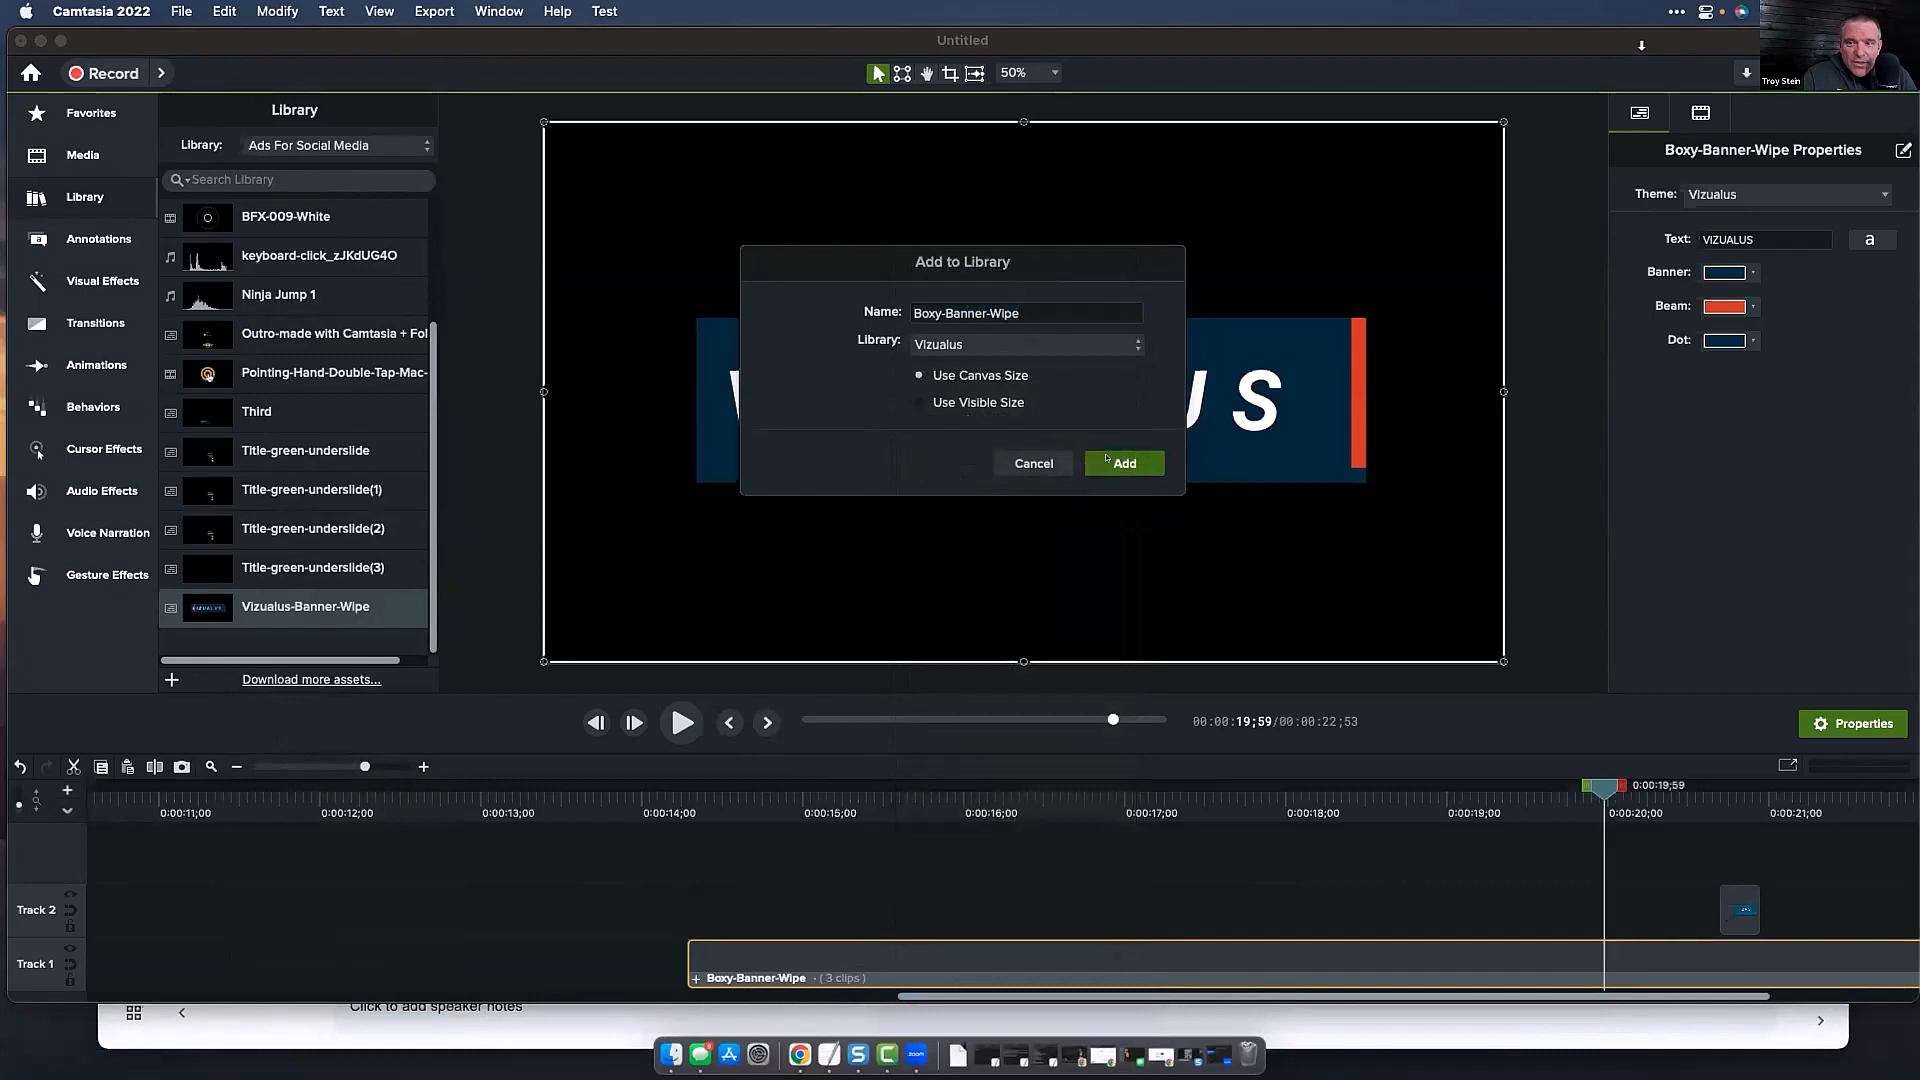 Camtasia 2022 File Edit Modify Text View Export Window Help Test
Untitled
Record
50%
Troy Stein
Favorites
Media
Library
Annotations
Visual Effects
Transitions
Animations
Behaviors
Cursor Effects
Audio Effects
Voice Narration
Gesture Effects
Library
Library: Ads For Social Media
Search Library
BFX-009-White
keyboard-click_zJKdUG4O
Ninja Jump 1
Outro-made with Camtasia + Fol
Pointing-Hand-Double-Tap-Mac-
Third
Title-green-underslide
Title-green-underslide(1)
Title-green-underslide(2)
Title-green-underslide(3)
Vizualus-Banner-Wipe
Download more assets...
Add to Library
Name: Boxy-Banner-Wipe
Library: Vizualus
Use Canvas Size
Use Visible Size
Cancel Add
U S
Boxy-Banner-Wipe Properties
Theme: Vizualus
Text: VIZUALUS a
Banner:
Beam:
Dot:
00:00:19;59/00:00:22;53
Properties
0:00:19;59
0:00:11;00 0:00:12;00 0:00:13;00 0:00:14;00 0:00:15;00 0:00:16;00 0:00:17;00 0:00:18;00 0:00:19;00 0:00:20;00 0:00:21;00
Track 2
Track 1
+ Boxy-Banner-Wipe - ( 3 clips )
Click to add speaker notes
zoom